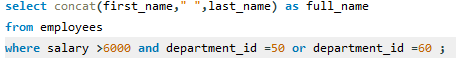 select concat(first_name," ",last_name) as full_name
from employees
where salary >6000 and department_id =50 or department_id =60 ;